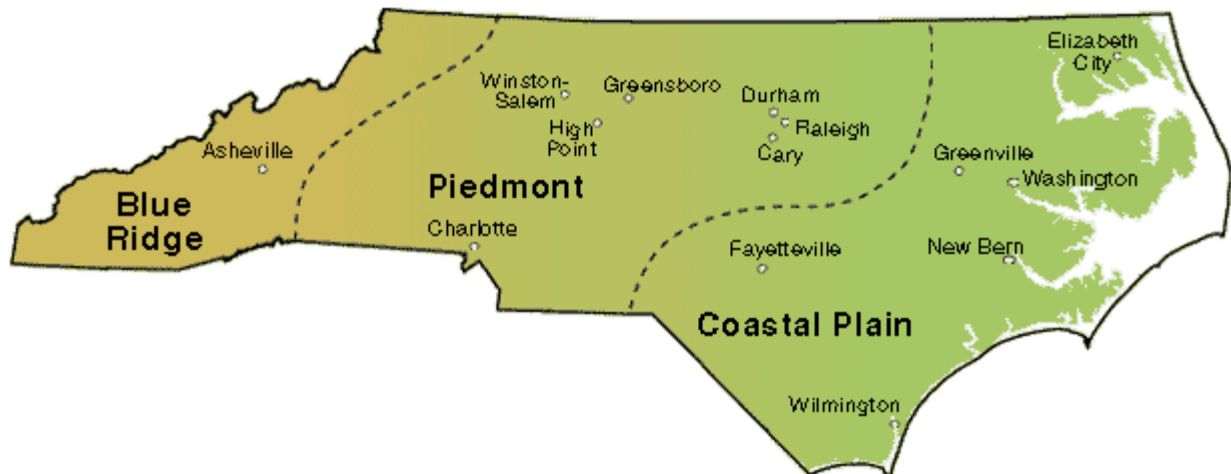 Elizabeth
City
Winston-
Salem
Greensboro
Durham
High
Point
Raleigh
Cary
Asheville
Greenville
Washington
Blue
Ridge
Piedmont
Charlotte
Fayetteville
New Bern
Coastal Plain
Wilmington